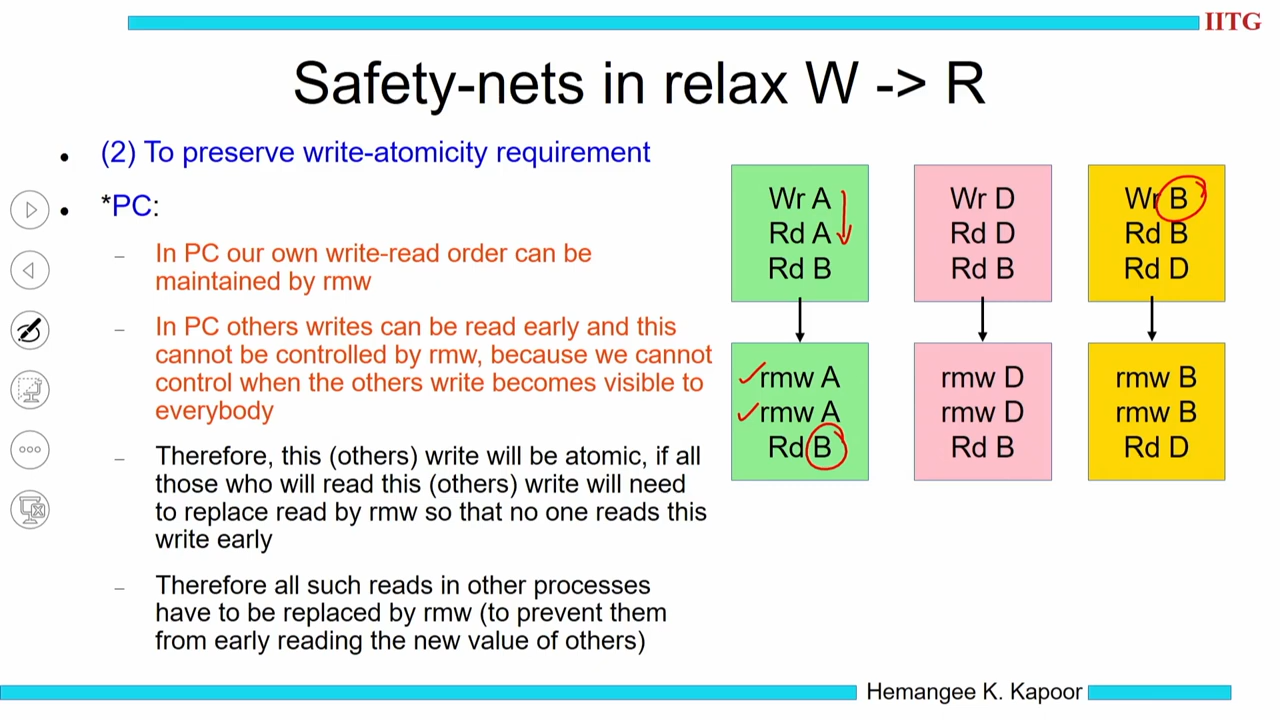 IITG
Safety-nets in relax W -> R
• (2) To preserve write-atomicity requirement
• *PC:
– In PC our own write-read order can be
maintained by rmw
– In PC others writes can be read early and this
cannot be controlled by rmw, because we cannot
control when the others write becomes visible to
everybody
– Therefore, this (others) write will be atomic, if all
those who will read this (others) write will need
to replace read by rmw so that no one reads this
write early
– Therefore all such reads in other processes
have to be replaced by rmw (to prevent them
from early reading the new value of others)
Wr A
Rd A
Rd B
Wr D
Rd D
Rd B
Wr B
Rd B
Rd D
rmw A
rmw A
Rd B
rmw D
rmw D
Rd B
rmw B
rmw B
Rd D
Hemangee K. Kapoor